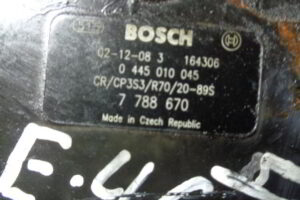 BOSCH
02-12-08 3 164306
0 445 010 045
CR/CP3S3/R70/20-89S
7 788 670
Made in Czech Republic